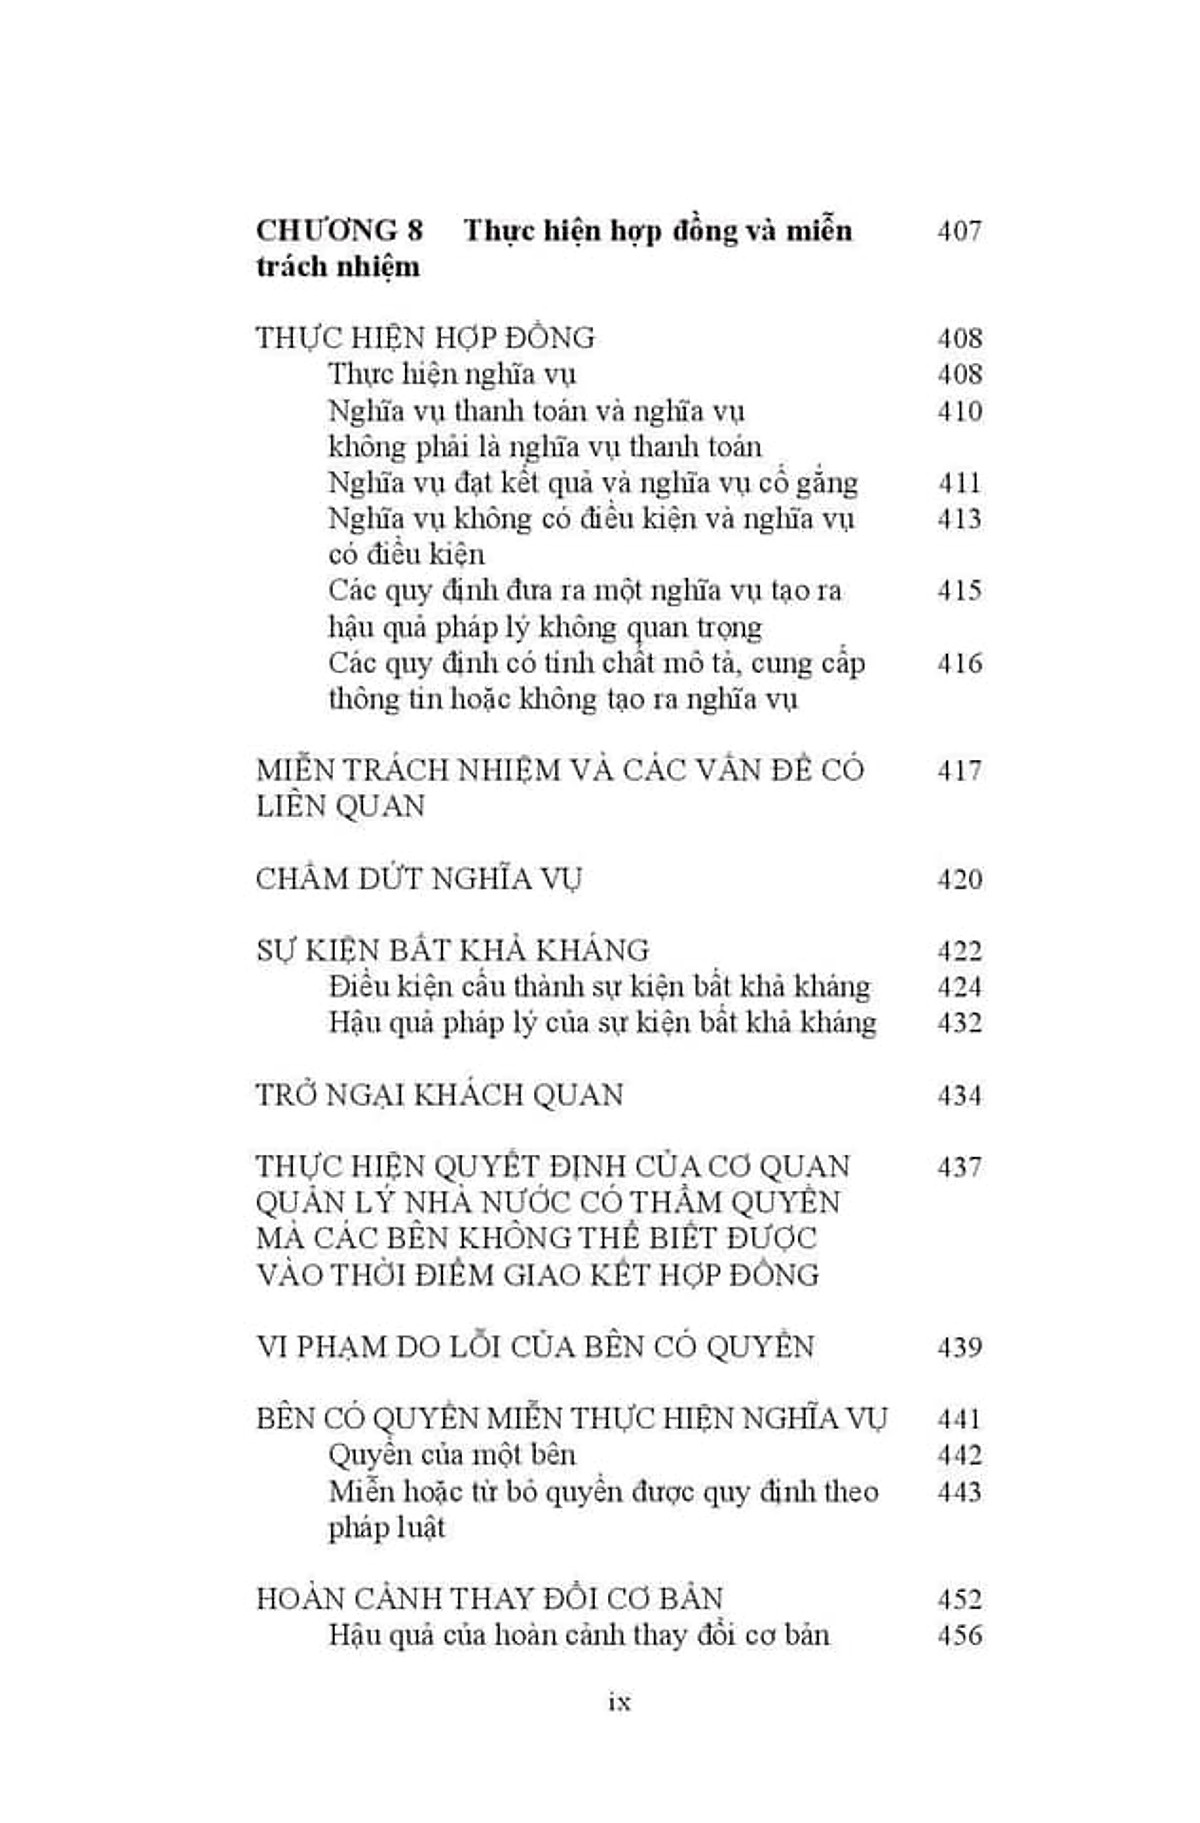 CHƯƠNG 8 Thực hiện hợp đồng và miễn 407
trách nhiệm
THỰC HIỆN HỢP ĐỒNG 408
Thực hiện nghĩa vụ 408
Nghĩa vụ thanh toán và nghĩa vụ 410
không phải là nghĩa vụ thanh toán
Nghĩa vụ đạt kết quả và nghĩa vụ cố gắng 411
Nghĩa vụ không có điều kiện và nghĩa vụ 413
có điều kiện
Các quy định đưa ra một nghĩa vụ tạo ra 415
hậu quả pháp lý không quan trọng
Các quy định có tính chất mô tả, cung cấp 416
thông tin hoặc không tạo ra nghĩa vụ
MIỄN TRÁCH NHIỆM VÀ CÁC VẤN ĐỀ CÓ 417
LIÊN QUAN
CHẤM DỨT NGHĨA VỤ 420
SỰ KIỆN BẤT KHẢ KHÁNG 422
Điều kiện cấu thành sự kiện bất khả kháng 424
Hậu quả pháp lý của sự kiện bất khả kháng 432
TRỞ NGẠI KHÁCH QUAN 434
THỰC HIỆN QUYẾT ĐỊNH CỦA CƠ QUAN 437
QUẢN LÝ NHÀ NƯỚC CÓ THẨM QUYỀN
MÀ CÁC BÊN KHÔNG THỂ BIẾT ĐƯỢC
VÀO THỜI ĐIỂM GIAO KẾT HỢP ĐỒNG
VI PHẠM DO LỖI CỦA BÊN CÓ QUYỀN 439
BÊN CÓ QUYỀN MIỄN THỰC HIỆN NGHĨA VỤ 441
Quyền của một bên 442
Miễn hoặc từ bỏ quyền được quy định theo 443
pháp luật
HOÀN CẢNH THAY ĐỔI CƠ BẢN 452
Hậu quả của hoàn cảnh thay đổi cơ bản 456
ix